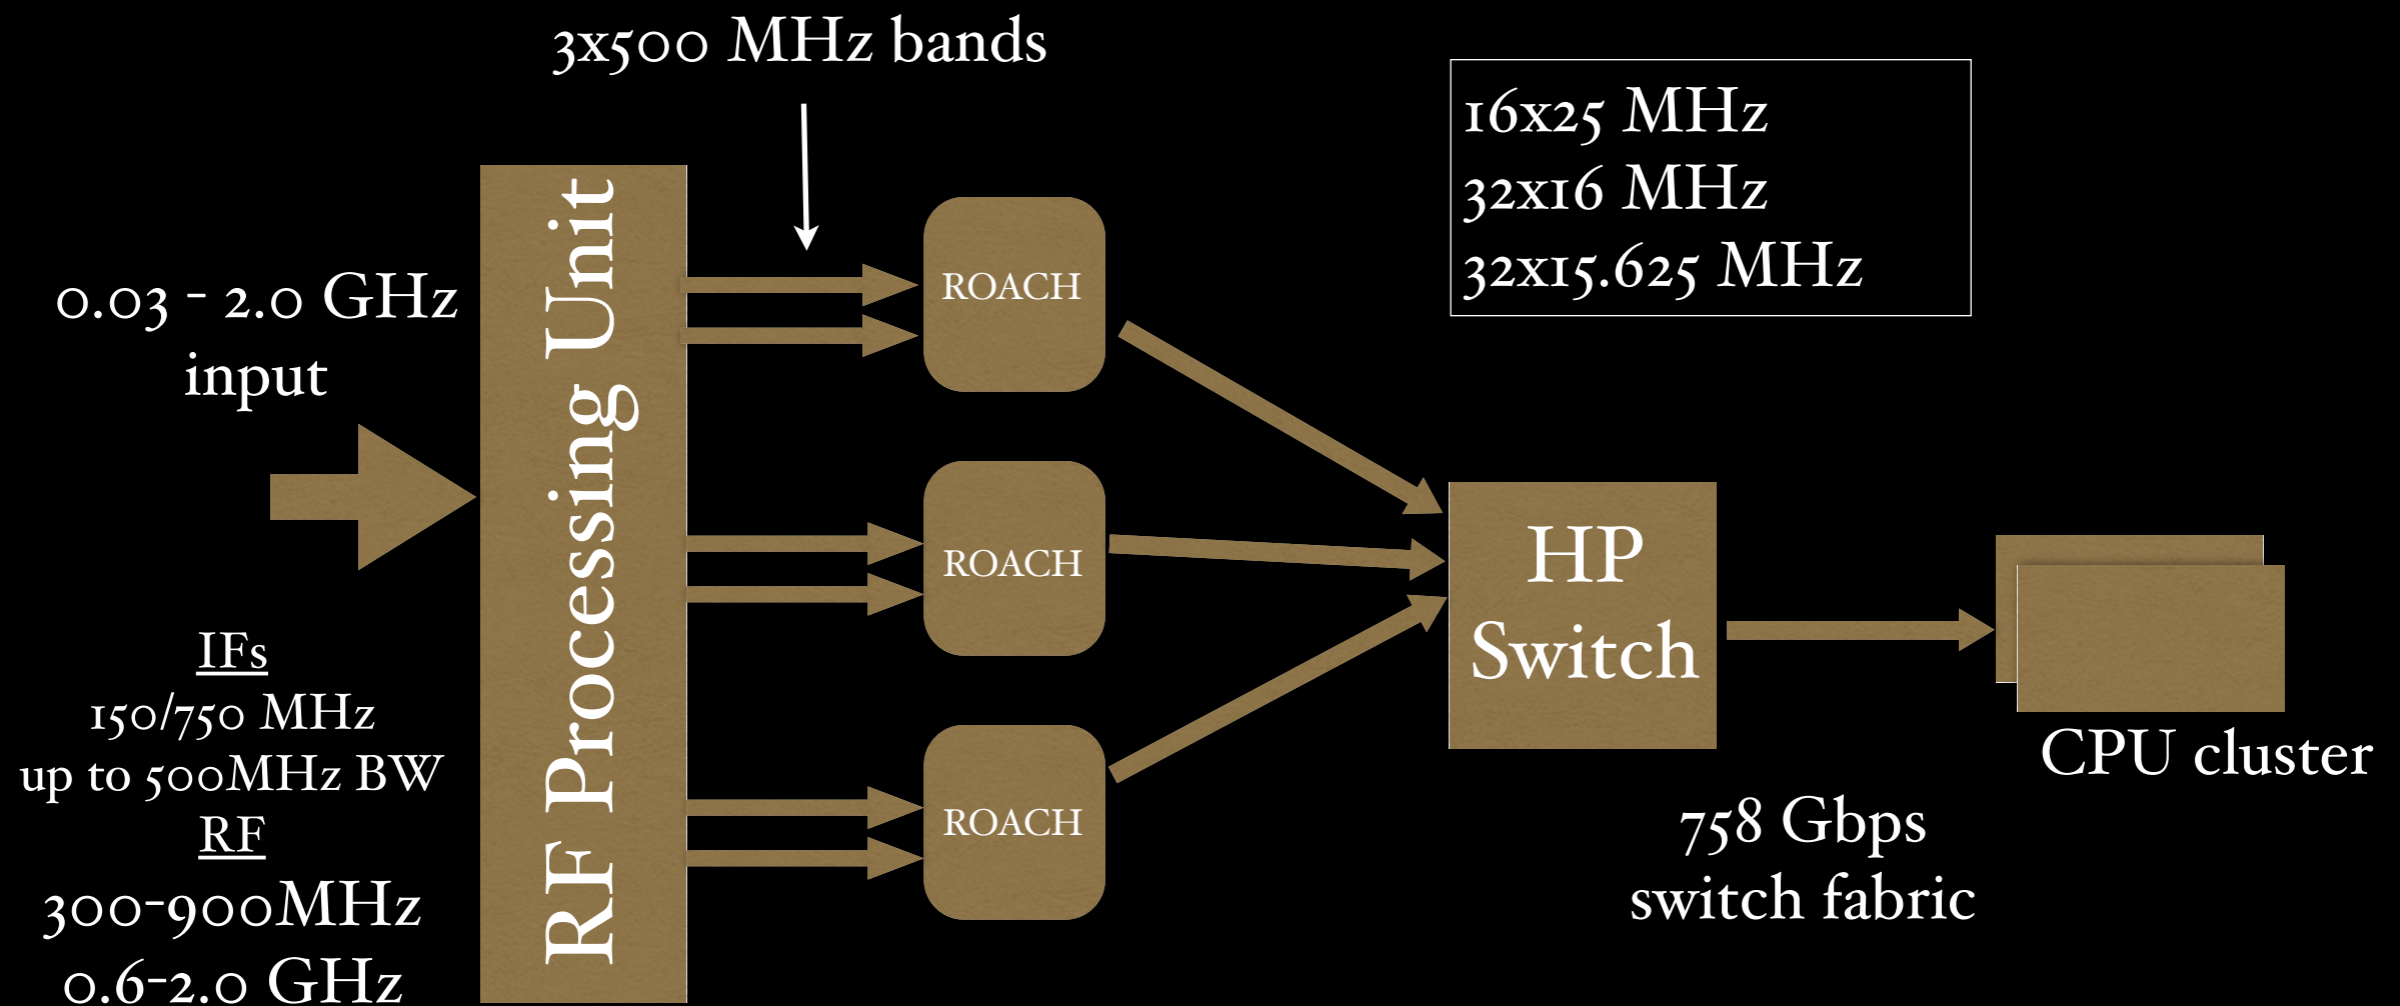 3x500 MHz bands
16x25 MHz
32x16 MHz
32x15.625 MHz
0.03 - 2.0 GHz
input
RF Processing Unit
ROACH
ROACH
ROACH
HP
Switch
IFs
150/750 MHz
up to 500MHz BW
RF
300-900MHz
0.6-2.0 GHz
CPU cluster
758 Gbps
switch fabric